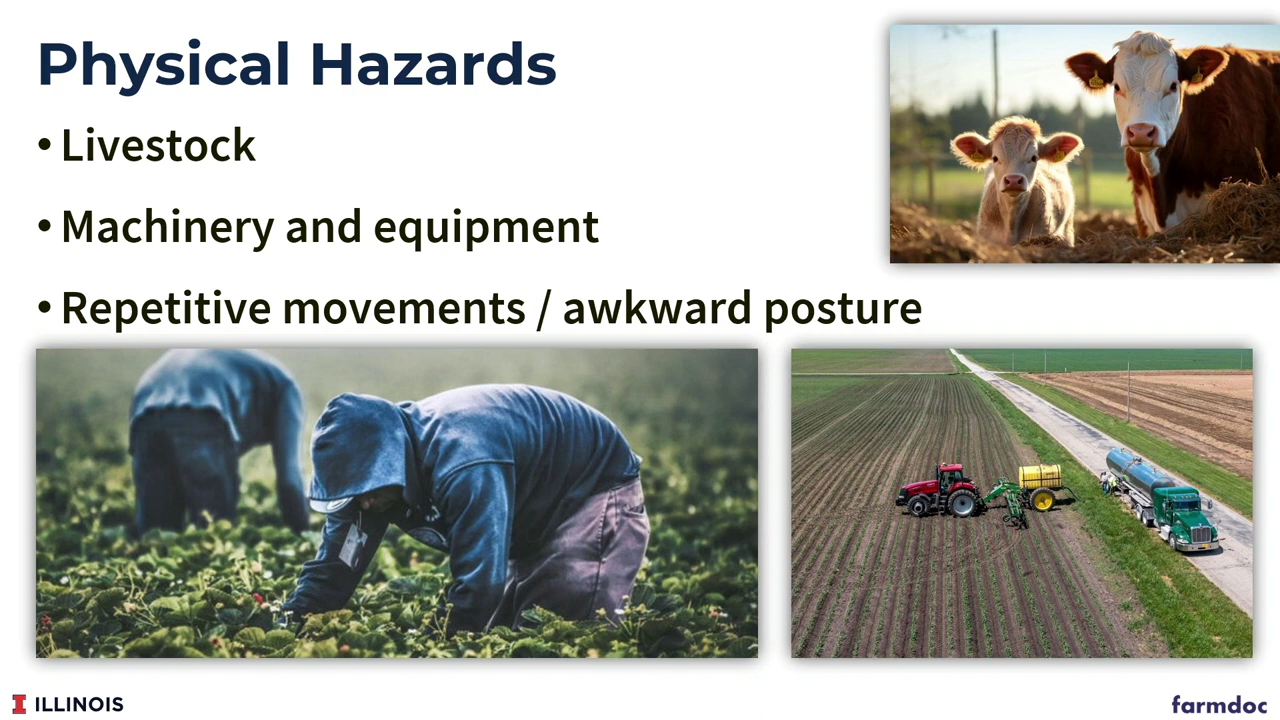 Physical Hazards
• Livestock
• Machinery and equipment
• Repetitive movements / awkward posture
I ILLINOIS
farmdoc